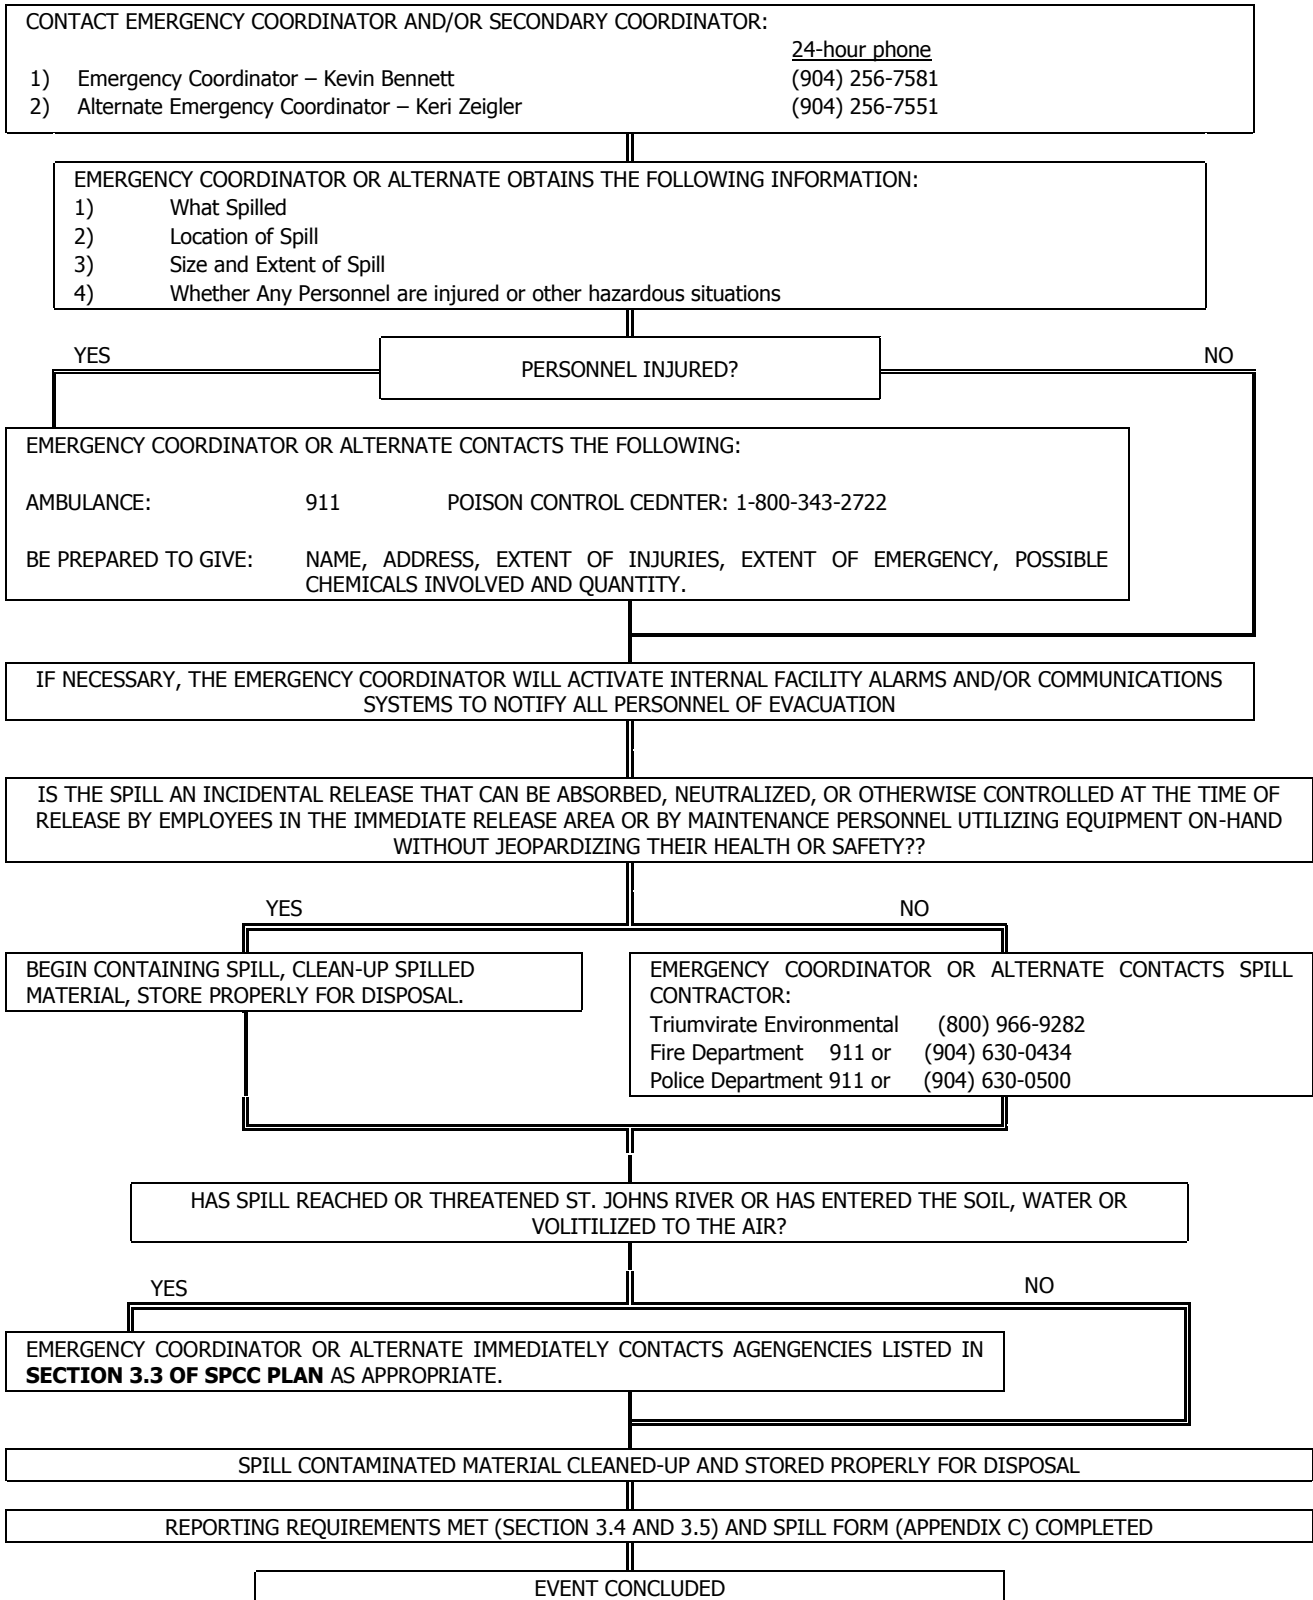 CONTACT EMERGENCY COORDINATOR AND/OR SECONDARY COORDINATOR:
24-hour phone
1) Emergency Coordinator – Kevin Bennett (904) 256-7581
2) Alternate Emergency Coordinator – Keri Zeigler (904) 256-7551
EMERGENCY COORDINATOR OR ALTERNATE OBTAINS THE FOLLOWING INFORMATION:
1) What Spilled
2) Location of Spill
3) Size and Extent of Spill
4) Whether Any Personnel are injured or other hazardous situations
YES
PERSONNEL INJURED?
NO
EMERGENCY COORDINATOR OR ALTERNATE CONTACTS THE FOLLOWING:
AMBULANCE: 911 POISON CONTROL CEDNTER: 1-800-343-2722
BE PREPARED TO GIVE: NAME, ADDRESS, EXTENT OF INJURIES, EXTENT OF EMERGENCY, POSSIBLE
CHEMICALS INVOLVED AND QUANTITY.
IF NECESSARY, THE EMERGENCY COORDINATOR WILL ACTIVATE INTERNAL FACILITY ALARMS AND/OR COMMUNICATIONS
SYSTEMS TO NOTIFY ALL PERSONNEL OF EVACUATION
IS THE SPILL AN INCIDENTAL RELEASE THAT CAN BE ABSORBED, NEUTRALIZED, OR OTHERWISE CONTROLLED AT THE TIME OF
RELEASE BY EMPLOYEES IN THE IMMEDIATE RELEASE AREA OR BY MAINTENANCE PERSONNEL UTILIZING EQUIPMENT ON-HAND
WITHOUT JEOPARDIZING THEIR HEALTH OR SAFETY??
YES
NO
BEGIN CONTAINING SPILL, CLEAN-UP SPILLED
MATERIAL, STORE PROPERLY FOR DISPOSAL.
EMERGENCY COORDINATOR OR ALTERNATE CONTACTS SPILL
CONTRACTOR:
Triumvirate Environmental (800) 966-9282
Fire Department 911 or (904) 630-0434
Police Department 911 or (904) 630-0500
HAS SPILL REACHED OR THREATENED ST. JOHNS RIVER OR HAS ENTERED THE SOIL, WATER OR
VOLITILIZED TO THE AIR?
YES
NO
EMERGENCY COORDINATOR OR ALTERNATE IMMEDIATELY CONTACTS AGENGENCIES LISTED IN
SECTION 3.3 OF SPCC PLAN AS APPROPRIATE.
SPILL CONTAMINATED MATERIAL CLEANED-UP AND STORED PROPERLY FOR DISPOSAL
REPORTING REQUIREMENTS MET (SECTION 3.4 AND 3.5) AND SPILL FORM (APPENDIX C) COMPLETED
EVENT CONCLUDED